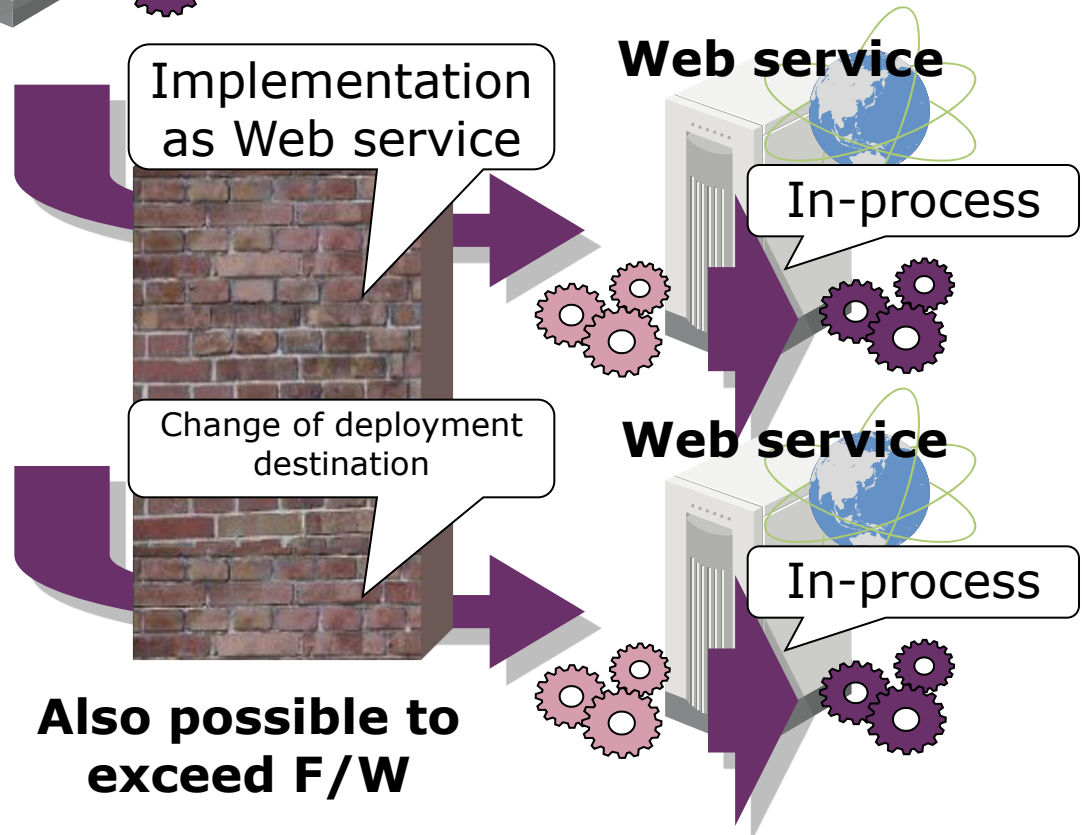 Implementation
as Web service
Web service
In-process
Change of deployment
destination
Web service
In-process
Also possible to
exceed F/W